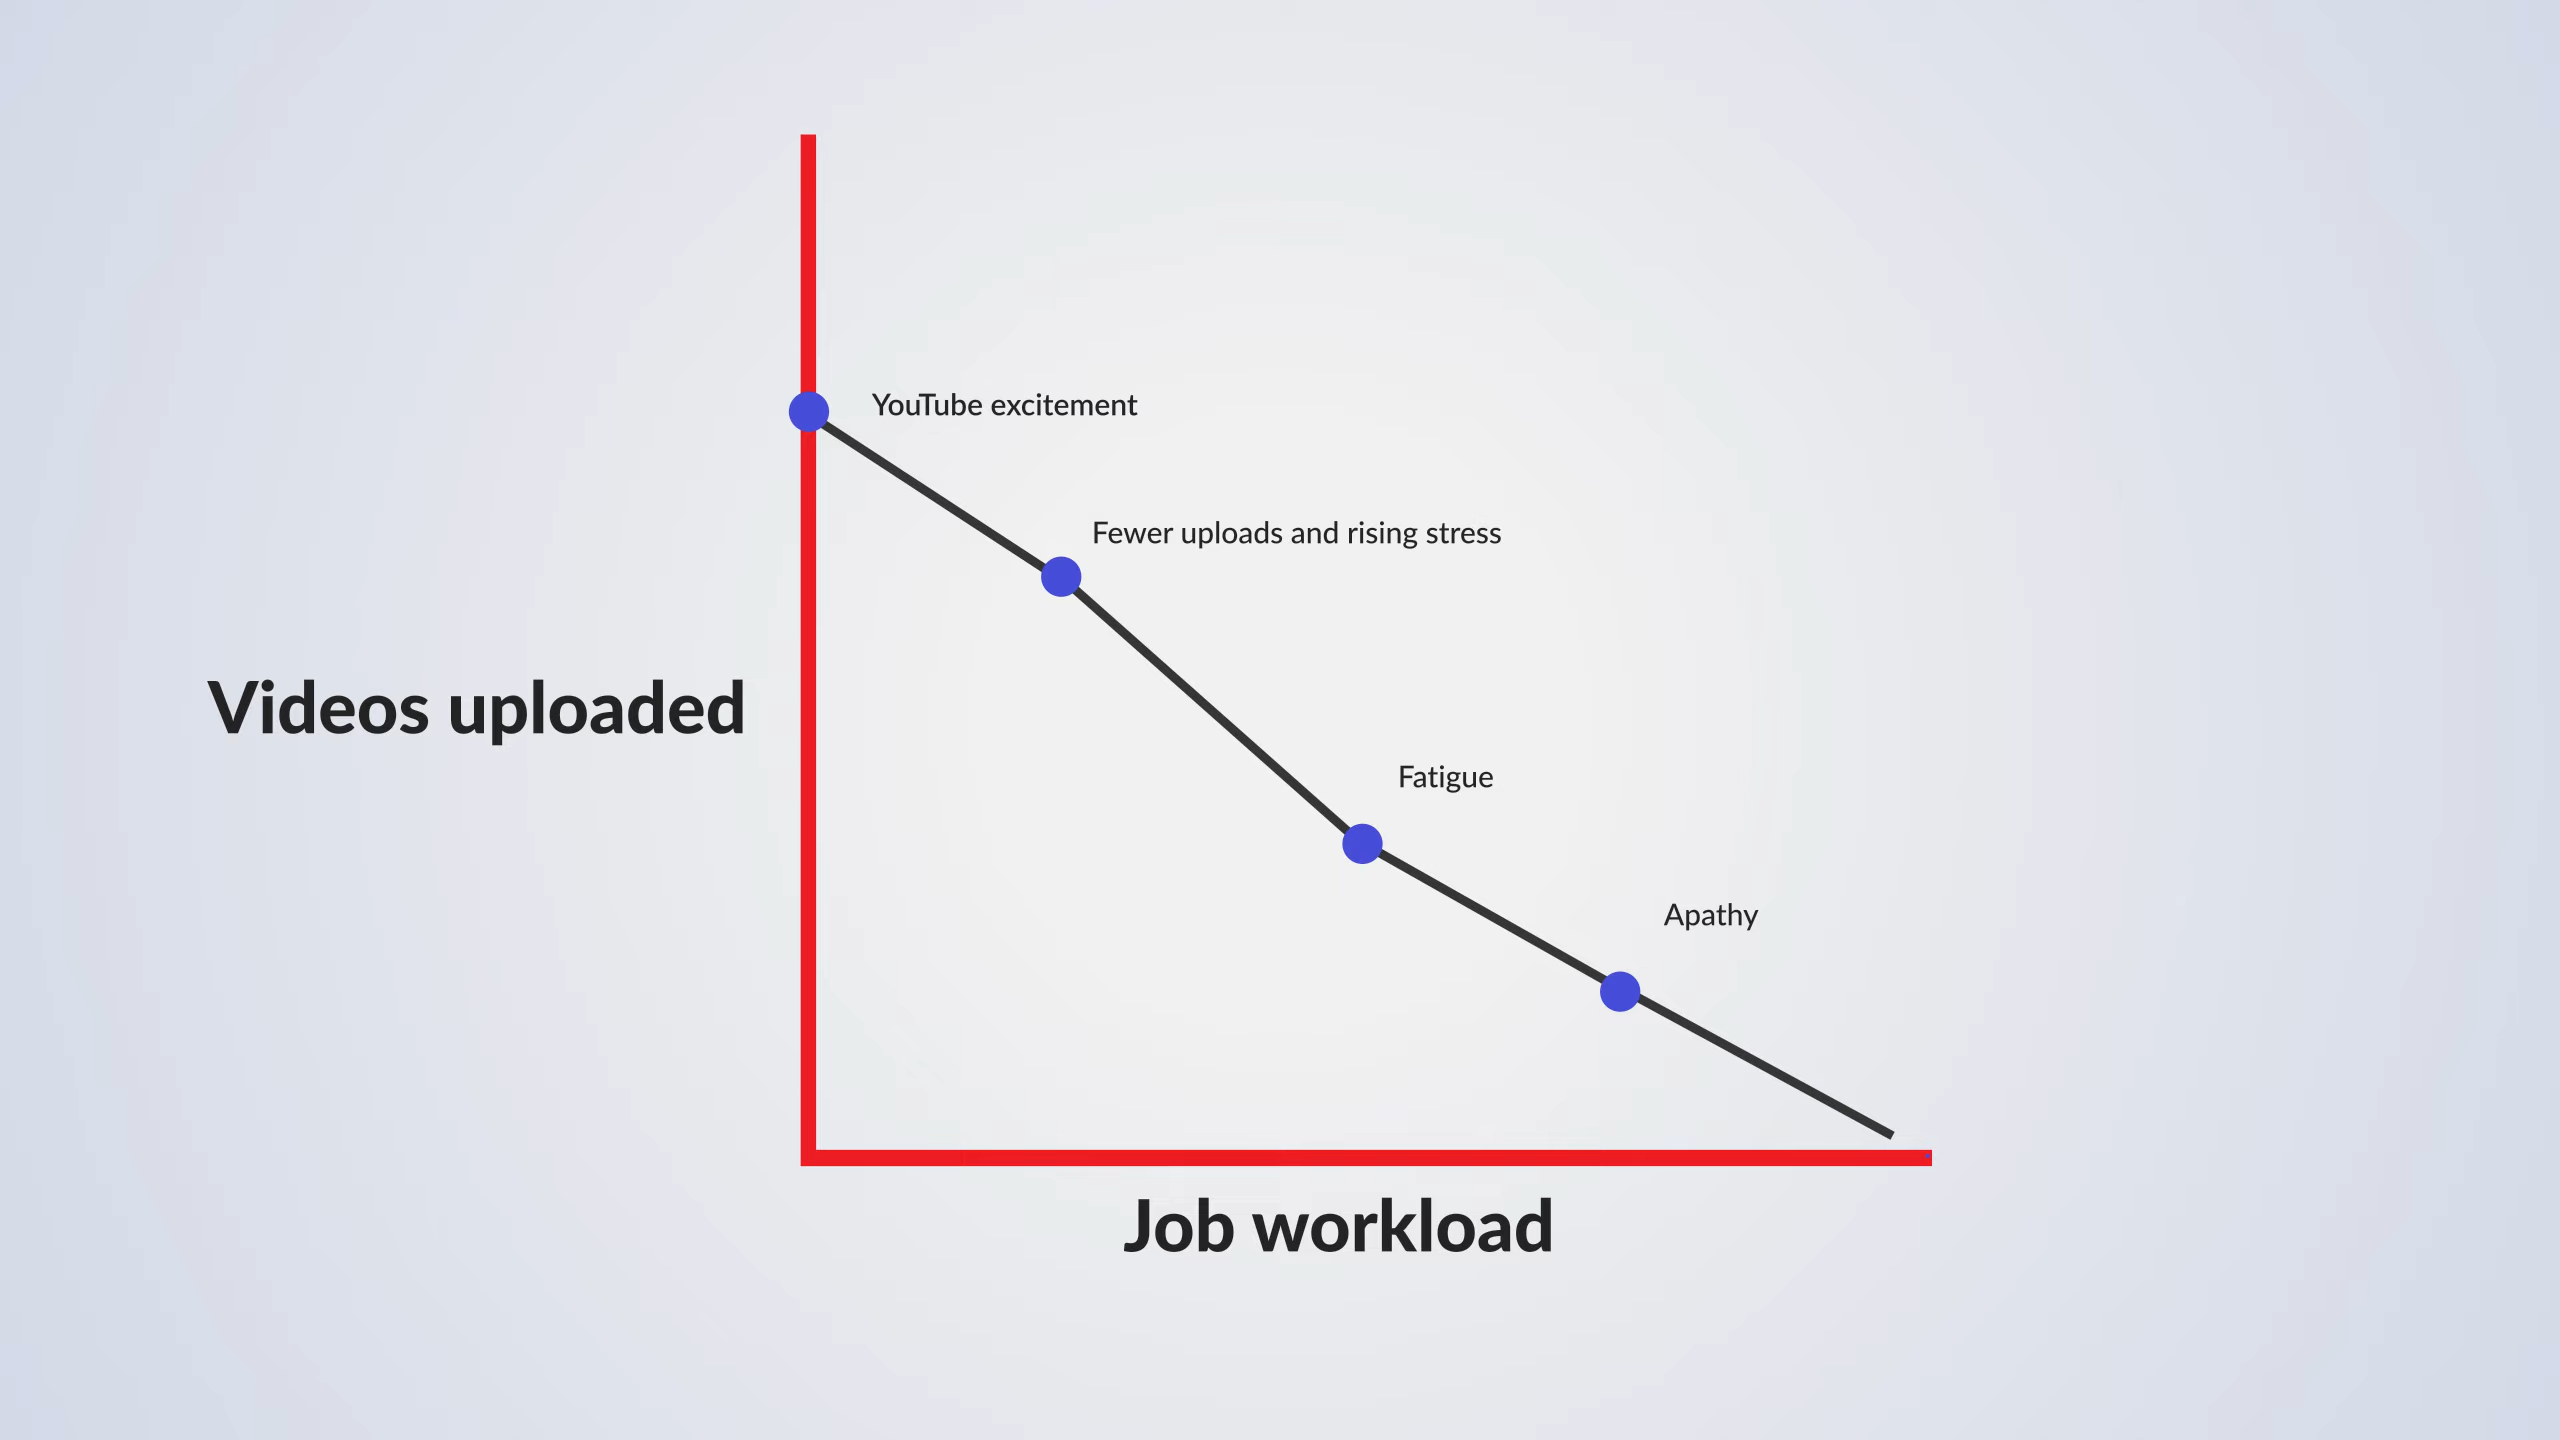 YouTube excitement
Fewer uploads and rising stress
Videos uploaded
Fatigue
Apathy
Job workload